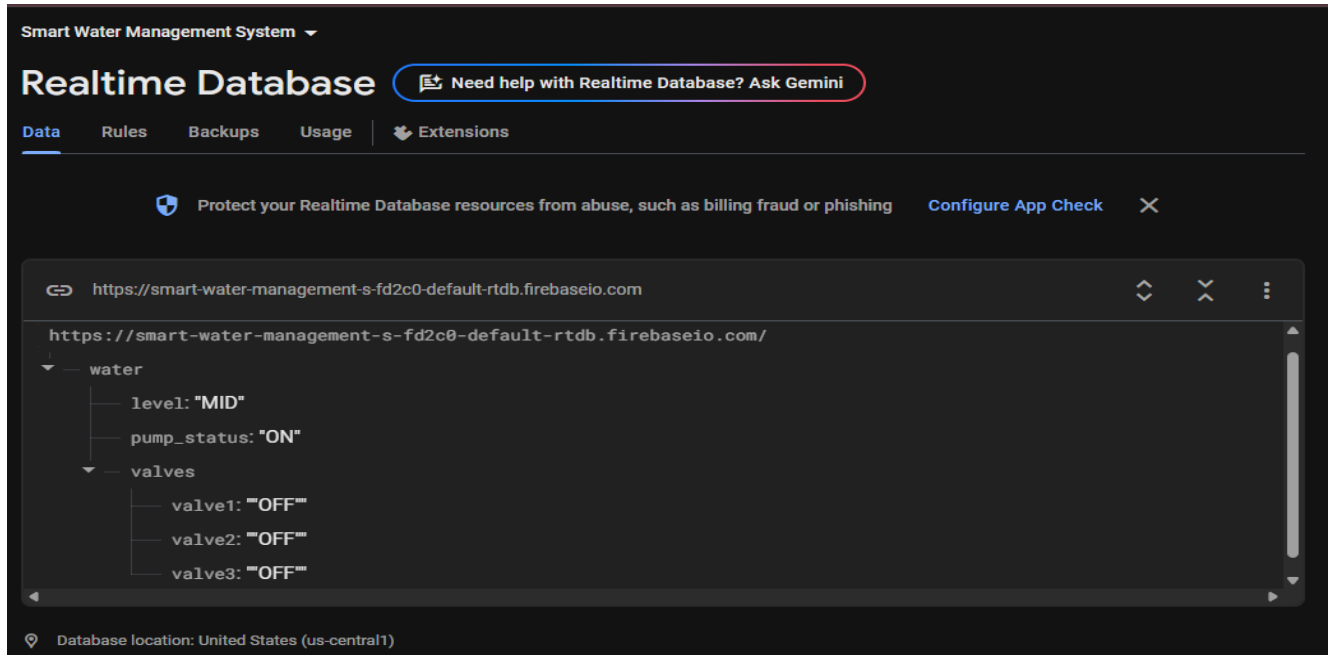 Smart Water Management System
Realtime Database Need help with Realtime Database? Ask Gemini
Data Rules Backups Usage Extensions
Protect your Realtime Database resources from abuse, such as billing fraud or phishing Configure App Check
https://smart-water-management-s-fd2c0-default-rtdb.firebaseio.com
https://smart-water-management-s-fd2c0-default-rtdb.firebaseio.com/
water
level: "MID"
pump_status: "ON"
valves
valve1: ""OFF""
valve2: ""OFF""
valve3: ""OFF""
Database location: United States (us-central1)